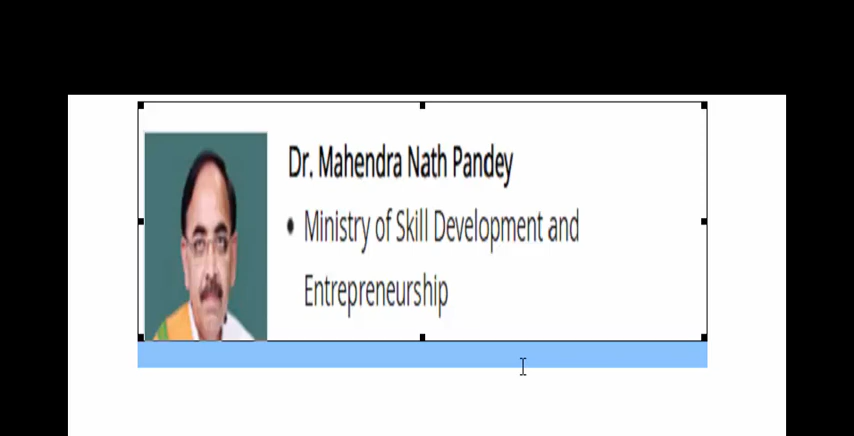 Dr. Mahendra Nath Pandey
• Ministry of Skill Development and
Entrepreneurship